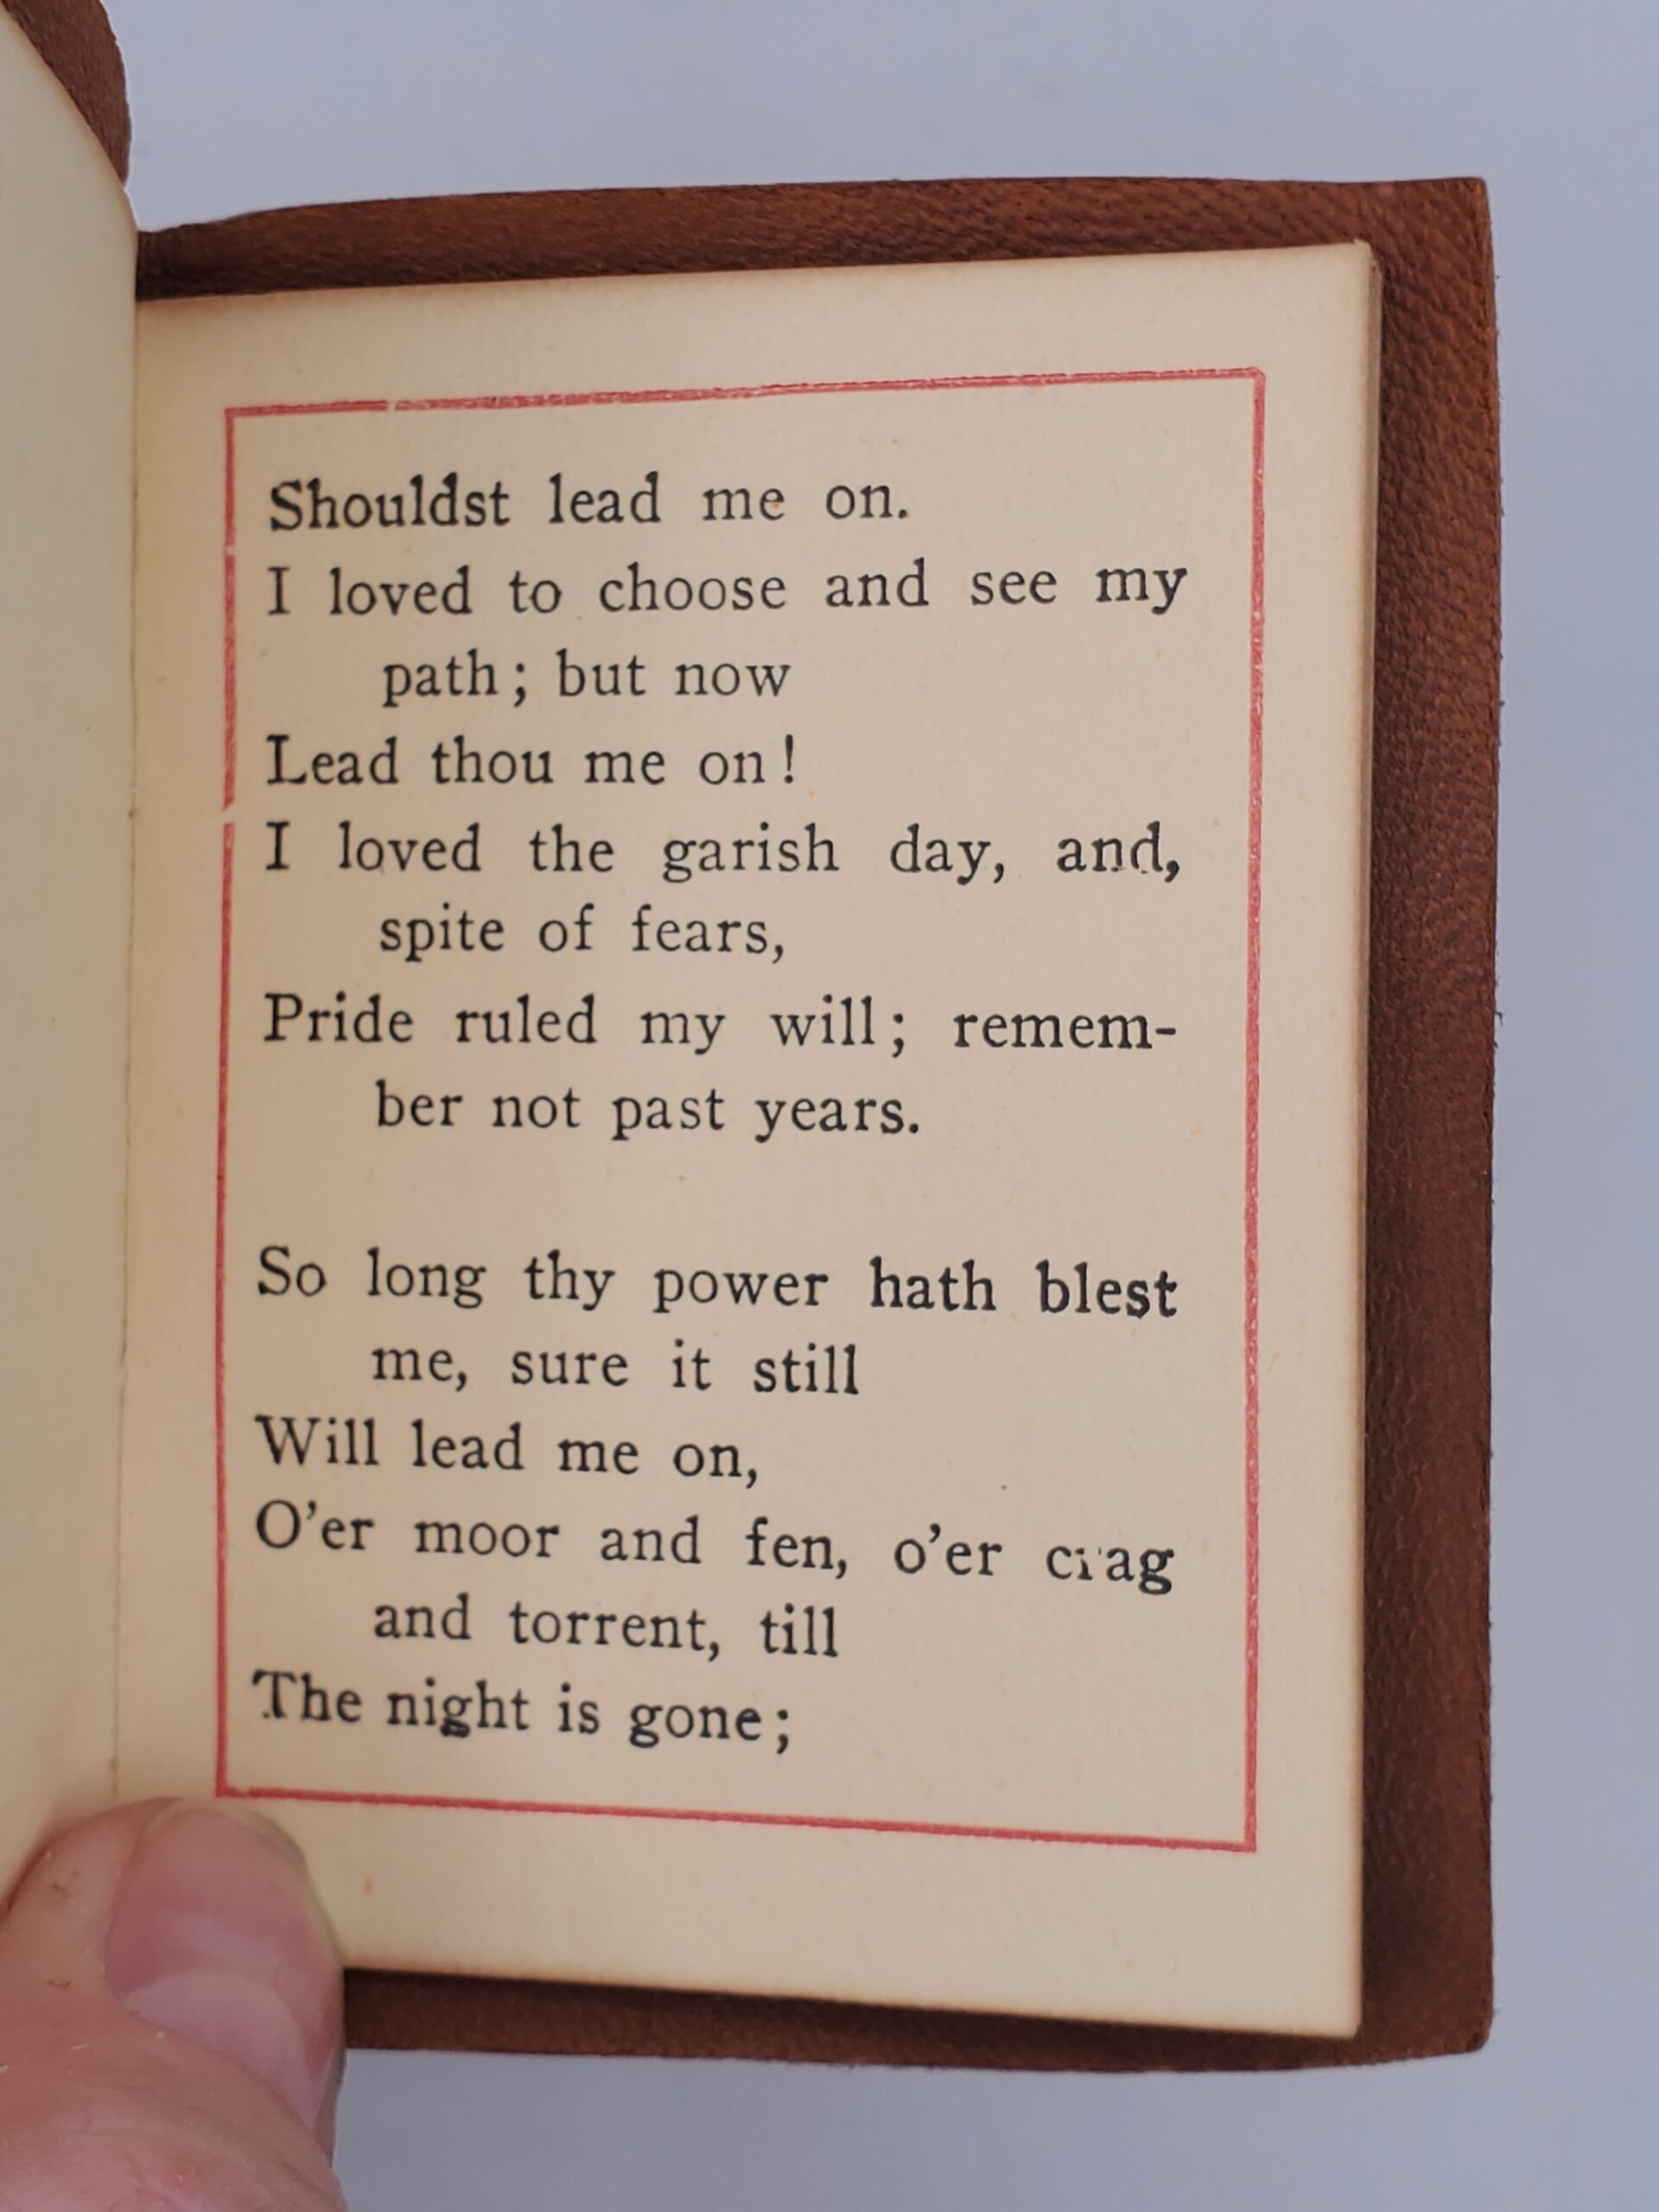 Shouldst lead me on.
I loved to choose and see my
path; but now
Lead thou me on!
I loved the garish day, and,
spite of fears,
Pride ruled my will; remem-
ber not past years.
So long thy power hath blest
me, sure it still
Will lead me on,
O'er moor and fen, o'er crag
and torrent, till
The night is gone;